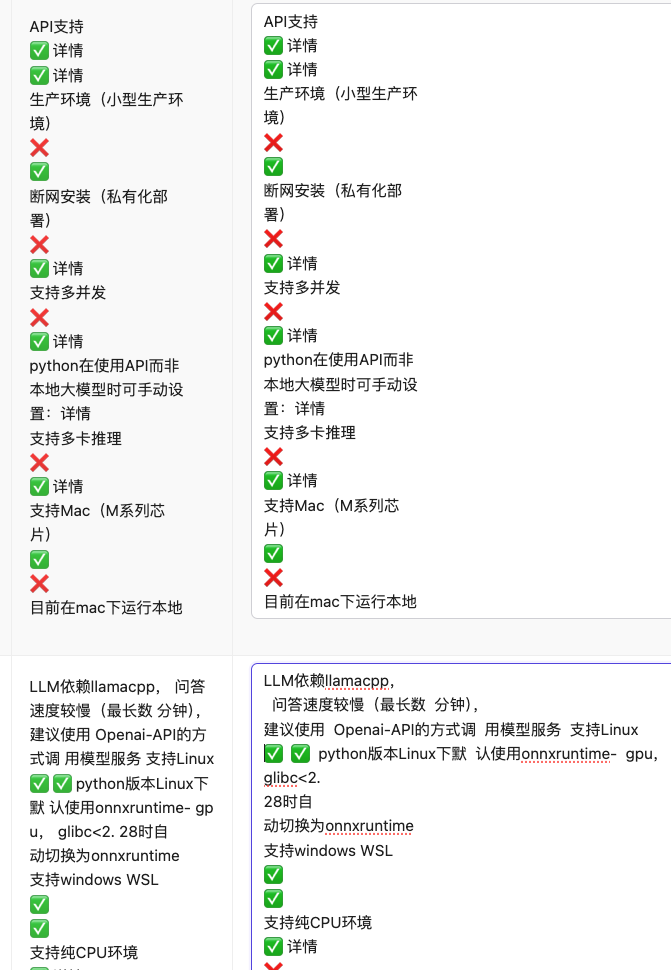 API支持
✅ 详情
✅ 详情
生产环境（小型生产环
境）
❌
✅
断网安装（私有化部
署）
❌
✅ 详情
支持多并发
❌
✅ 详情
python在使用API而非
本地大模型时可手动设
置：详情
支持多卡推理
❌
✅ 详情
支持Mac（M系列芯
片）
✅
❌
目前在mac下运行本地
LLM依赖llamacpp， 问答
速度较慢（最长数 分钟），
建议使用 Openai-API的方
式调 用模型服务 支持Linux
✅ ✅ python版本Linux下
默 认使用onnxruntime- gp
u， glibc<2. 28时自
动切换为onnxruntime
支持windows WSL
✅
✅
支持纯CPU环境
API支持
✅ 详情
✅ 详情
生产环境（小型生产环
境）
❌
✅
断网安装（私有化部
署）
❌
✅ 详情
支持多并发
❌
✅ 详情
python在使用API而非
本地大模型时可手动设
置：详情
支持多卡推理
❌
✅ 详情
支持Mac（M系列芯
片）
✅
❌
目前在mac下运行本地
LLM依赖llamacpp，
问答速度较慢（最长数 分钟），
建议使用 Openai-API的方式调 用模型服务 支持Linux
✅ ✅ python版本Linux下默 认使用onnxruntime- gpu，
glibc<2.
28时自
动切换为onnxruntime
支持windows WSL
✅
✅
支持纯CPU环境
✅ 详情
❌